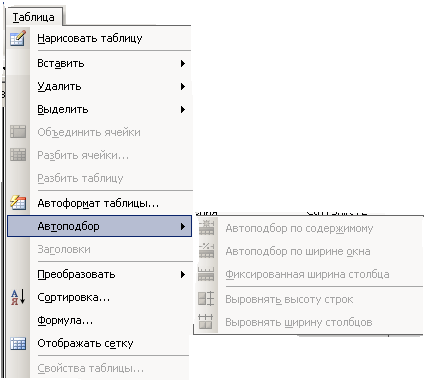 Таблица
Нарисовать таблицу
Вставить
Удалить
Выделить
Объединить ячейки
Разбить ячейки...
Разбить таблицу
Автоформат таблицы...
Автоподбор
Автоподбор по содержимому
Автоподбор по ширине окна
Фиксированная ширина столбца
Выровнять высоту строк
Выровнять ширину столбцов
Заголовки
Преобразовать
Сортировка...
Формула...
Отображать сетку
Свойства таблицы...